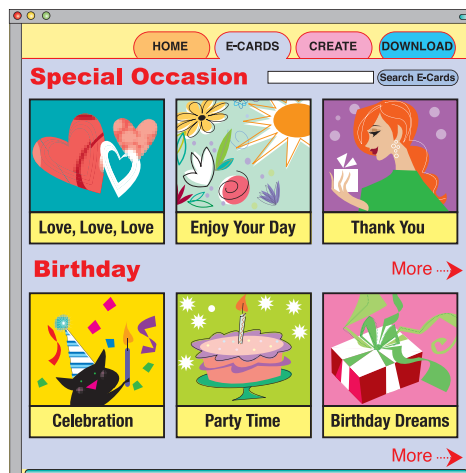 HOME E-CARDS CREATE DOWNLOAD
Special Occasion Search E-Cards
Love, Love, Love Enjoy Your Day Thank You
Birthday More
Celebration Party Time Birthday Dreams
More